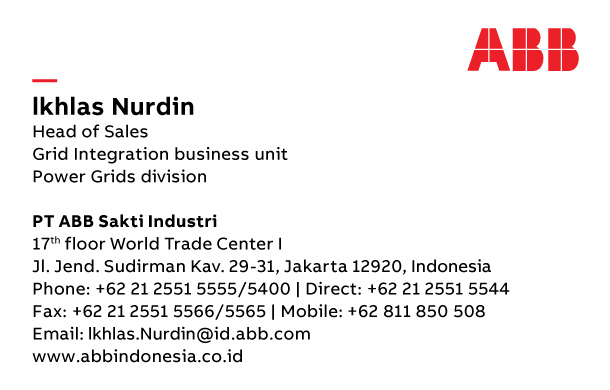 ABB
Ikhlas Nurdin
Head of Sales
Grid Integration business unit
Power Grids division
PT ABB Sakti Industri
17th floor World Trade Center I
Jl. Jend. Sudirman Kav. 29-31, Jakarta 12920, Indonesia
Phone: +62 21 2551 5555/5400 | Direct: +62 21 2551 5544
Fax: +62 21 2551 5566/5565 | Mobile: +62 811 850 508
Email: Ikhlas.Nurdin@id.abb.com
www.abbindonesia.co.id